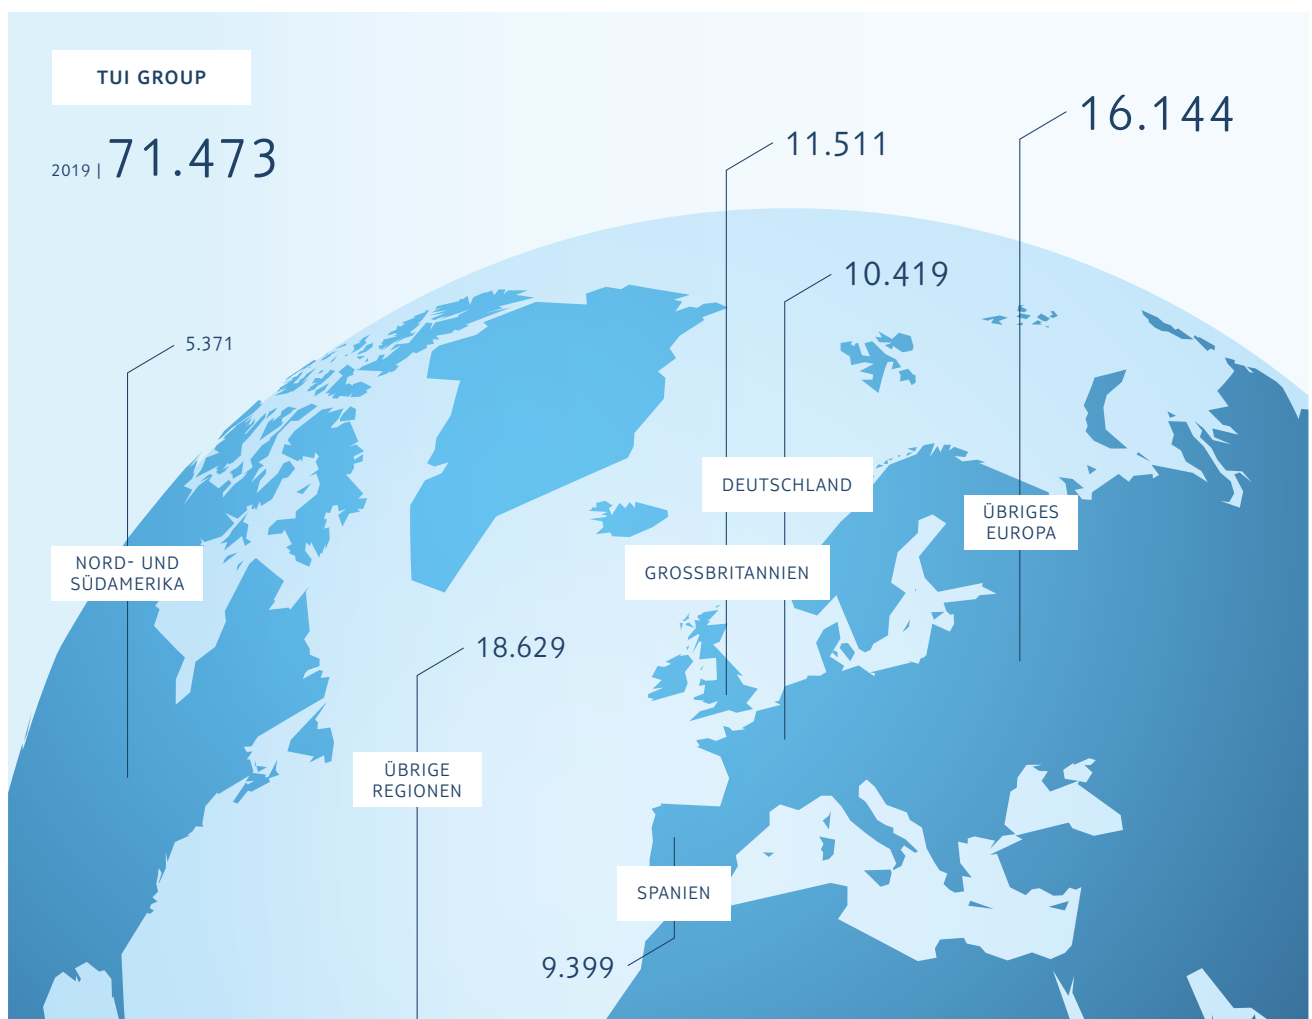 TUI GROUP
2019 | 71.473
16.144
11.511
10.419
5.371
DEUTSCHLAND
ÜBRIGES
EUROPA
GROSSBRITANNIEN
NORD- UND
SÜDAMERIKA
18.629
ÜBRIGE
REGIONEN
SPANIEN
9.399